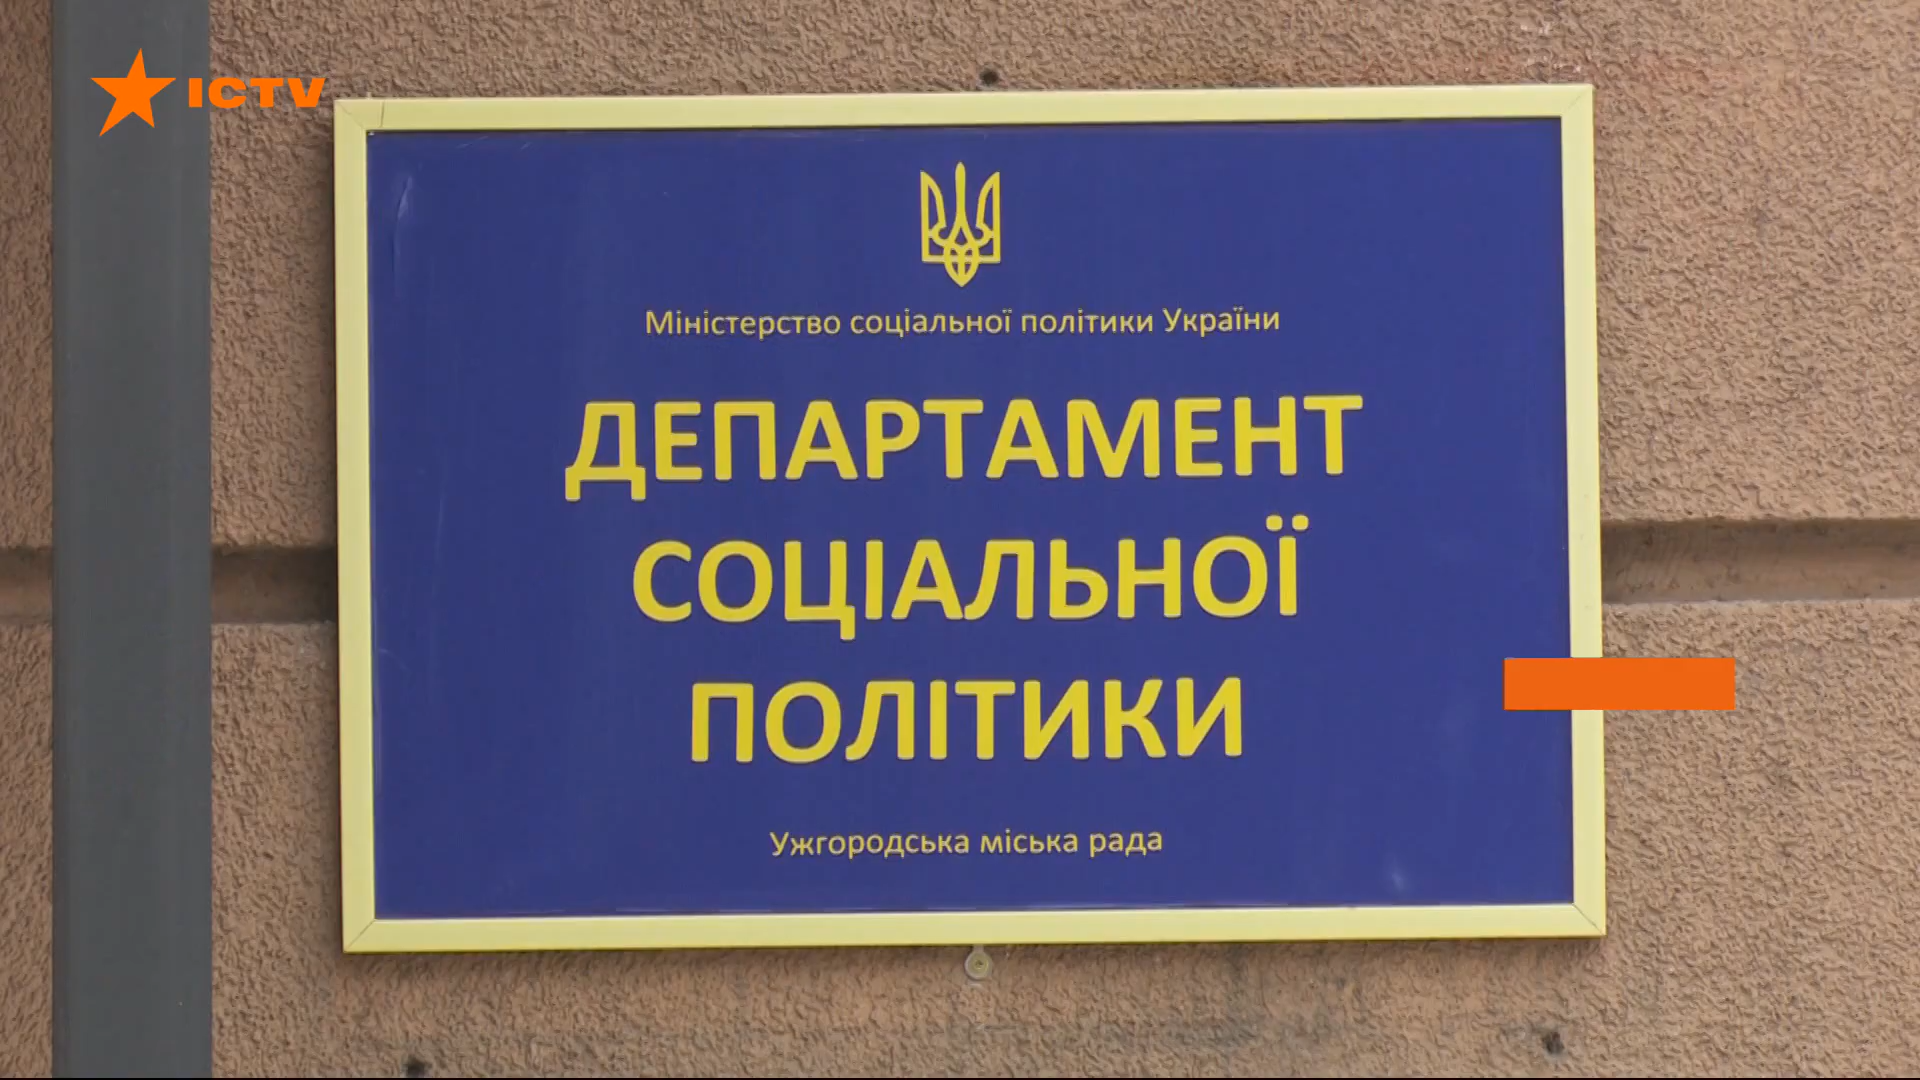 ICTV
Міністерство соціальної політики України
ДЕПАРТАМЕНТ
СОЦІАЛЬНОЇ
ПОЛІТИКИ
Ужгородська міська рада